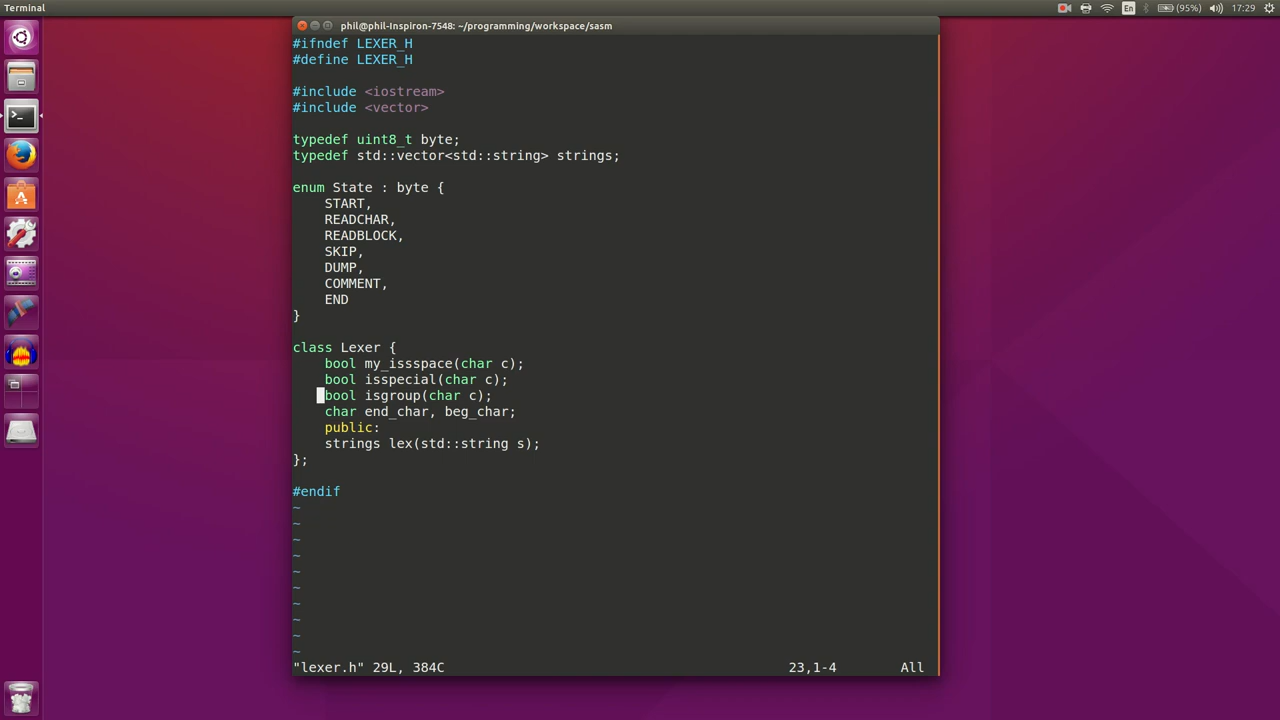 Terminal
En
(95%)
17:29
phil@phil-Inspiron-7548: ~/programming/workspace/sasm
#ifndef LEXER_H
#define LEXER_H
#include <iostream>
#include <vector>
typedef uint8_t byte;
typedef std::vector<std::string> strings;
enum State : byte {
    START,
    READCHAR,
    READBLOCK,
    SKIP,
    DUMP,
    COMMENT,
    END
}
class Lexer {
    bool my_issspace(char c);
    bool isspecial(char c);
    bool isgroup(char c);
    char end_char, beg_char;
    public:
    strings lex(std::string s);
};
#endif
~
~
~
~
~
~
~
~
~
~
"lexer.h" 29L, 384C 23,1-4 All